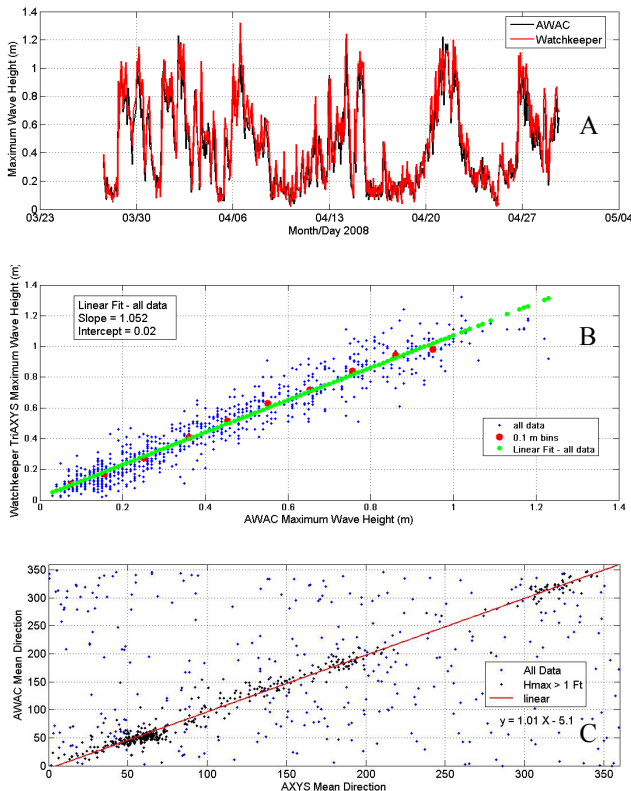 1.4
1.2
1
0.8
0.6
0.4
0.2
0
Maximum Wave Height (m)
AWAC
Watchkeeper
A
03/23 03/30 04/06 04/13 04/20 04/27 05/04
Month/Day 2008
1.4
1.2
1
0.8
0.6
0.4
0.2
0
Watchkeeper TriAXYS Maximum Wave Height (m)
Linear Fit - all data
Slope = 1.052
Intercept = 0.02
B
all data
0.1 m bins
Linear Fit - all data
0 0.2 0.4 0.6 0.8 1 1.2 1.4
AWAC Maximum Wave Height (m)
350
300
250
200
150
100
50
0
AWAC Mean Direction
All Data
Hmax > 1 Ft
linear
y = 1.01 X - 5.1
C
0 50 100 150 200 250 300 350
AXYS Mean Direction